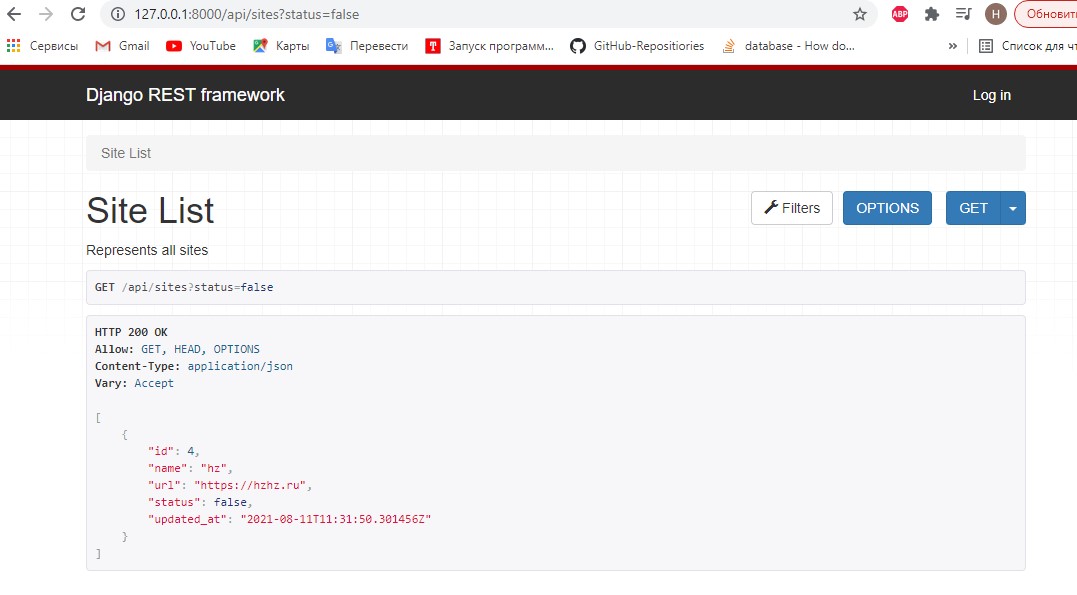 127.0.0.1:8000/api/sites?status=false
ABP
H
Обновить
Сервисы
Gmail
YouTube
Карты
Перевести
T
Запуск программ...
GitHub-Repositiories
database - How do...
»
Список для чт
Django REST framework
Log in
Site List
Site List
Filters
OPTIONS
GET
Represents all sites
GET /api/sites?status=false
HTTP 200 OK
Allow: GET, HEAD, OPTIONS
Content-Type: application/json
Vary: Accept
[
    {
        "id": 4,
        "name": "hz",
        "url": "https://hzhz.ru",
        "status": false,
        "updated_at": "2021-08-11T11:31:50.301456Z"
    }
]